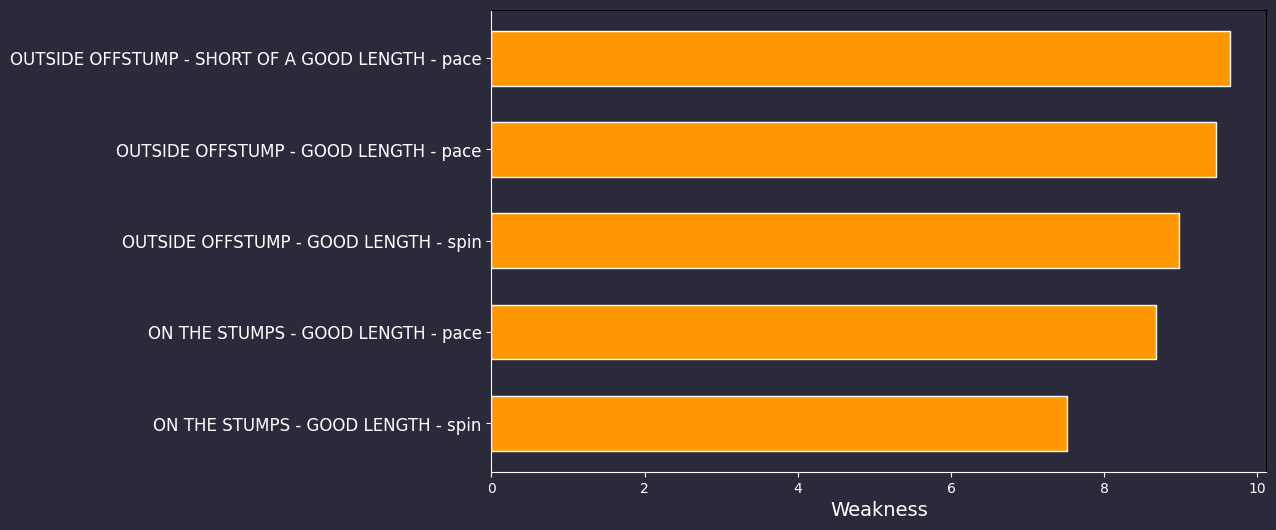 OUTSIDE OFFSTUMP - SHORT OF A GOOD LENGTH - pace
OUTSIDE OFFSTUMP - GOOD LENGTH - pace
OUTSIDE OFFSTUMP - GOOD LENGTH - spin
ON THE STUMPS - GOOD LENGTH - pace
ON THE STUMPS - GOOD LENGTH - spin
0 2 4 6 8 10
Weakness